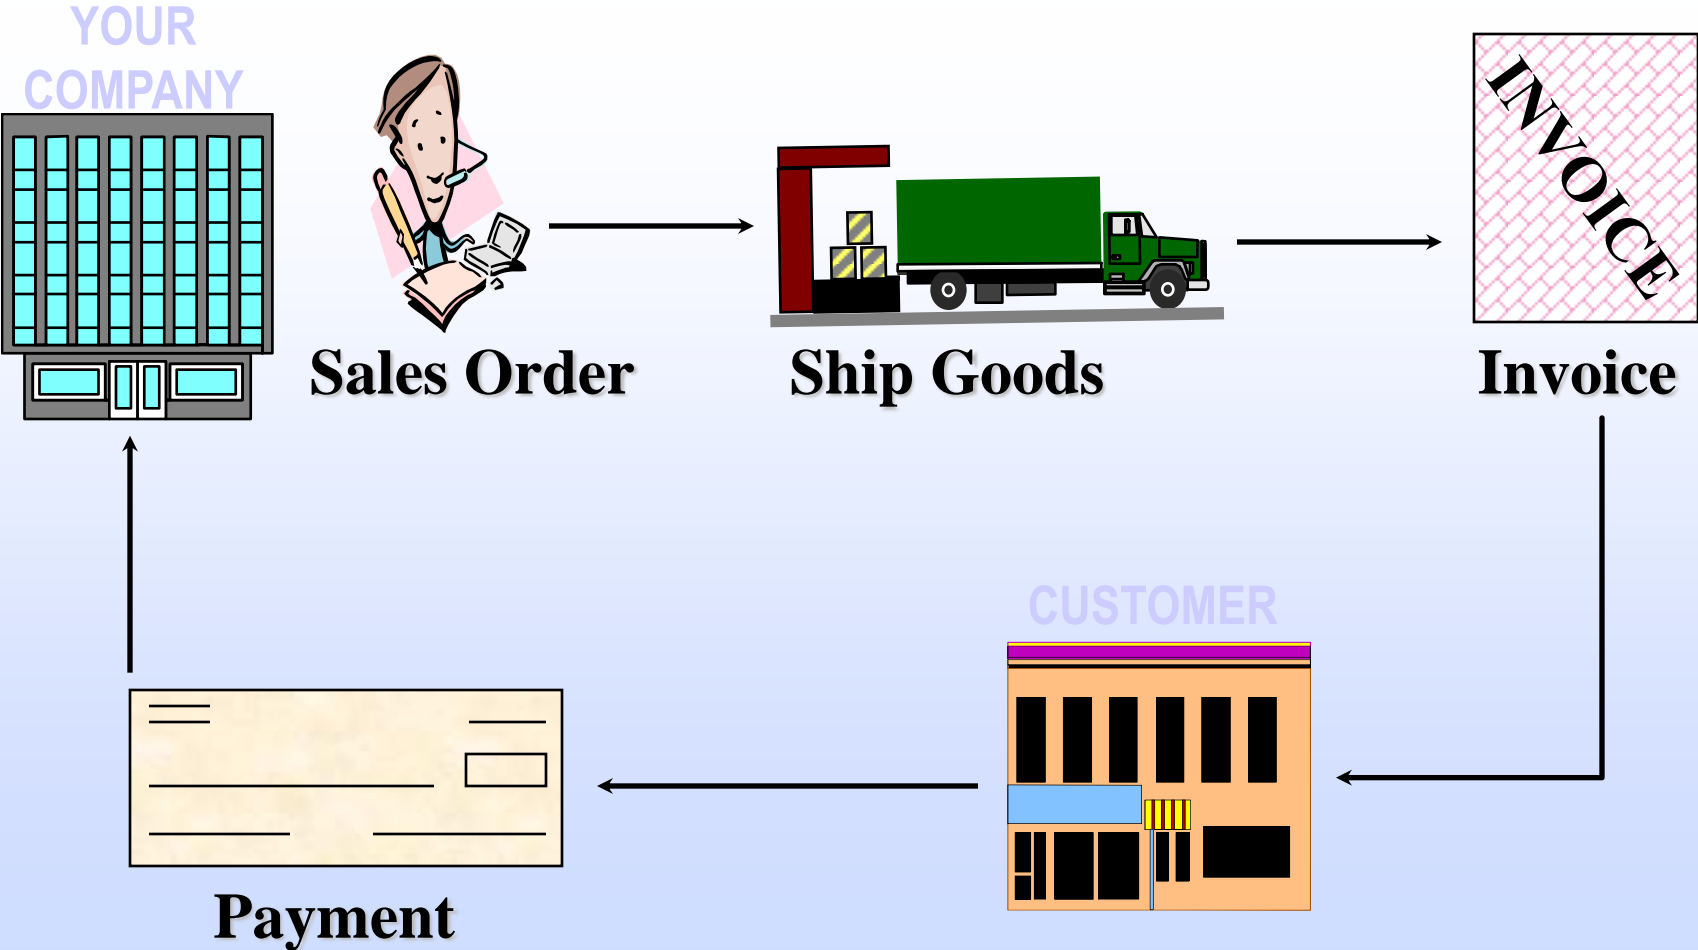 YOUR
COMPANY
INVOICE
Sales Order
Ship Goods
Invoice
CUSTOMER
Payment